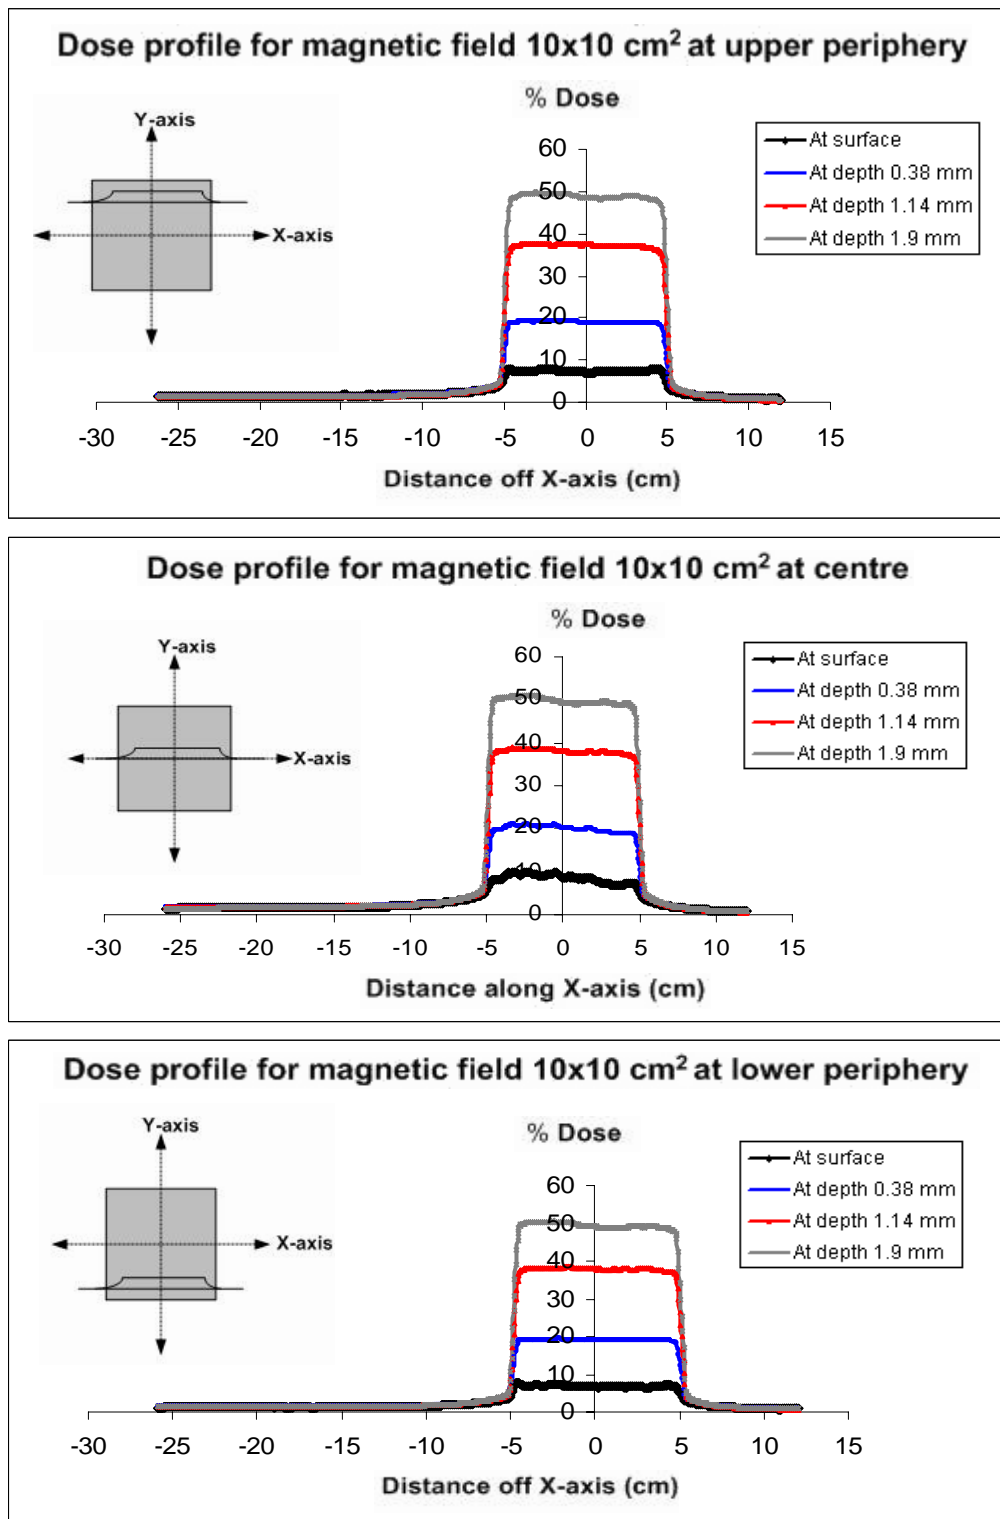 Dose profile for magnetic field 10x10 cm² at upper periphery
% Dose
Y-axis
X-axis
At surface
At depth 0.38 mm
At depth 1.14 mm
At depth 1.9 mm
60
50
40
30
20
10
0
-30 -25 -20 -15 -10 -5 0 5 10 15
Distance off X-axis (cm)
Dose profile for magnetic field 10x10 cm² at centre
% Dose
Y-axis
X-axis
At surface
At depth 0.38 mm
At depth 1.14 mm
At depth 1.9 mm
60
50
40
30
20
10
0
-30 -25 -20 -15 -10 -5 0 5 10 15
Distance along X-axis (cm)
Dose profile for magnetic field 10x10 cm² at lower periphery
% Dose
Y-axis
X-axis
At surface
At depth 0.38 mm
At depth 1.14 mm
At depth 1.9 mm
60
50
40
30
20
10
0
-30 -25 -20 -15 -10 -5 0 5 10 15
Distance off X-axis (cm)